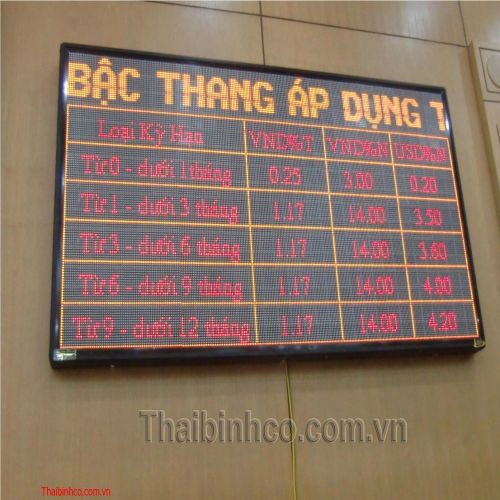 BẬC THANG ÁP DỤNG T
Loại Kỳ Hạn VND%T VND%N USD%N
Từ 0 - dưới 1 tháng 0.25 3.00 0.20
Từ 1 - dưới 3 tháng 1.17 14.00 3.50
Từ 3 - dưới 6 tháng 1.17 14.00 3.60
Từ 6 - dưới 9 tháng 1.17 14.00 4.00
Từ 9 - dưới 12 tháng 1.17 14.00 4.20
Thaibinhco.com.vn
Thaibinhco.com.vn